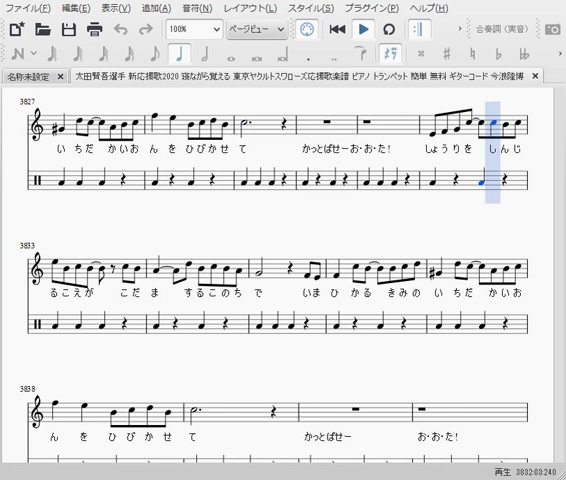 ファイル(F) 編集(E) 表示(V) 追加(A) 音符(N) レイアウト(L) スタイル(S) プラグイン(P) ヘルプ(H)
100% ページビュー 合奏調(実音)
名称未設定 太田賢吾選手 新応援歌2020 寝ながら覚える 東京ヤクルトスワローズ応援歌楽譜 ピアノ トランペット 簡単 無料 ギターコード 今浪隆博
3827
い ち だ か い お ん を ひ び か せ て かっとばせー お・お・た! しょう り を し ん じ
3833
る こ え が こ だ ま す る こ の ち で い ま ひ か る き み の い ち だ か い お
3838
ん を ひ び か せ て かっとばせー お・お・た!
再生 3832:03:240